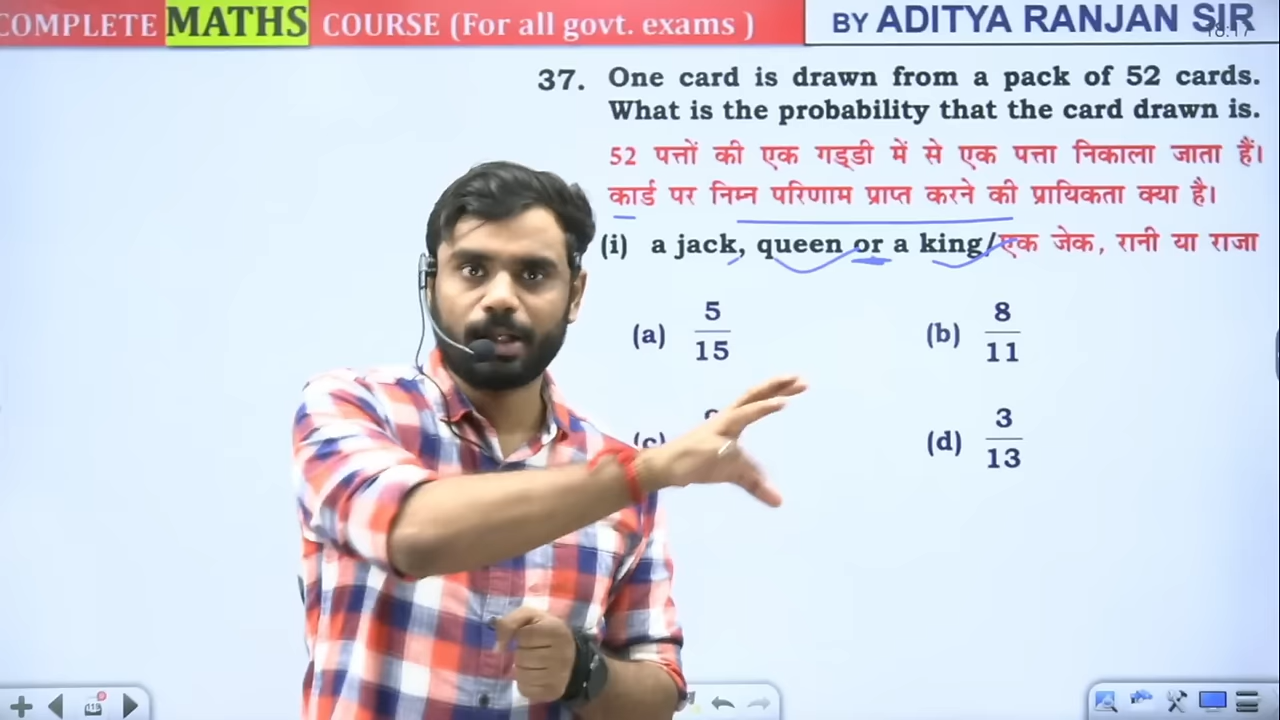 COMPLETE MATHS COURSE (For all govt. exams )
BY ADITYA RANJAN SIR
18:17
37. One card is drawn from a pack of 52 cards.
What is the probability that the card drawn is.
52 पत्तों की एक गड्डी में से एक पत्ता निकाला जाता हैं।
कार्ड पर निम्न परिणाम प्राप्त करने की प्रायिकता क्या है।
(i) a jack, queen or a king/एक जेक, रानी या राजा
(a) 5/15 (b) 8/11
(c) (d) 3/13